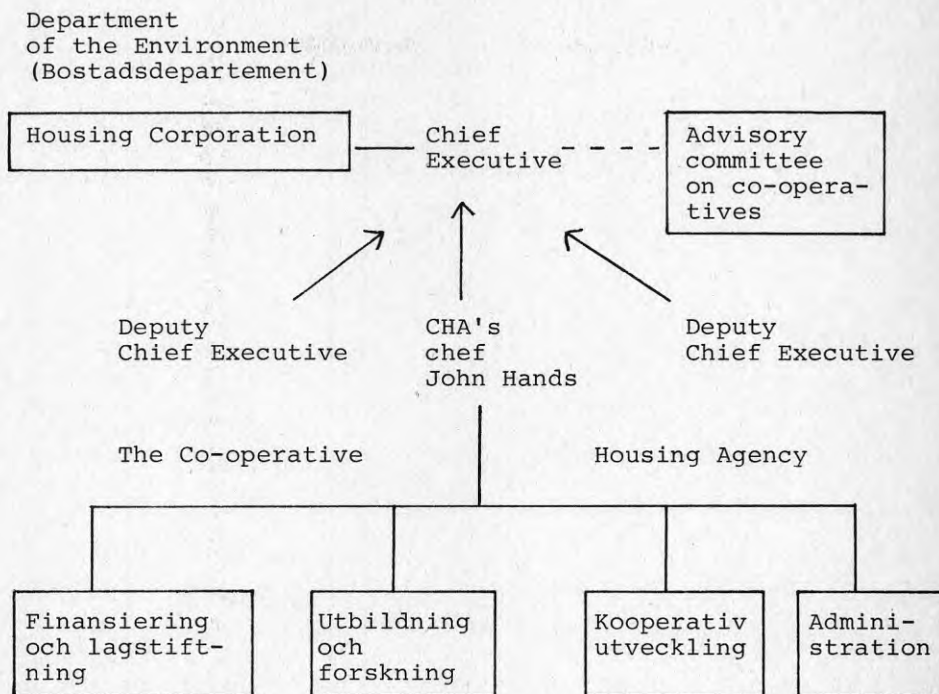 Department
of the Environment
(Bostadsdepartement)
Housing Corporation
Chief
Executive
Advisory
committee
on co-opera-
tives
Deputy
Chief Executive
CHA's
chef
John Hands
Deputy
Chief Executive
The Co-operative
Housing Agency
Finansiering
och lagstift-
ning
Utbildning
och
forskning
Kooperativ
utveckling
Admini-
stration